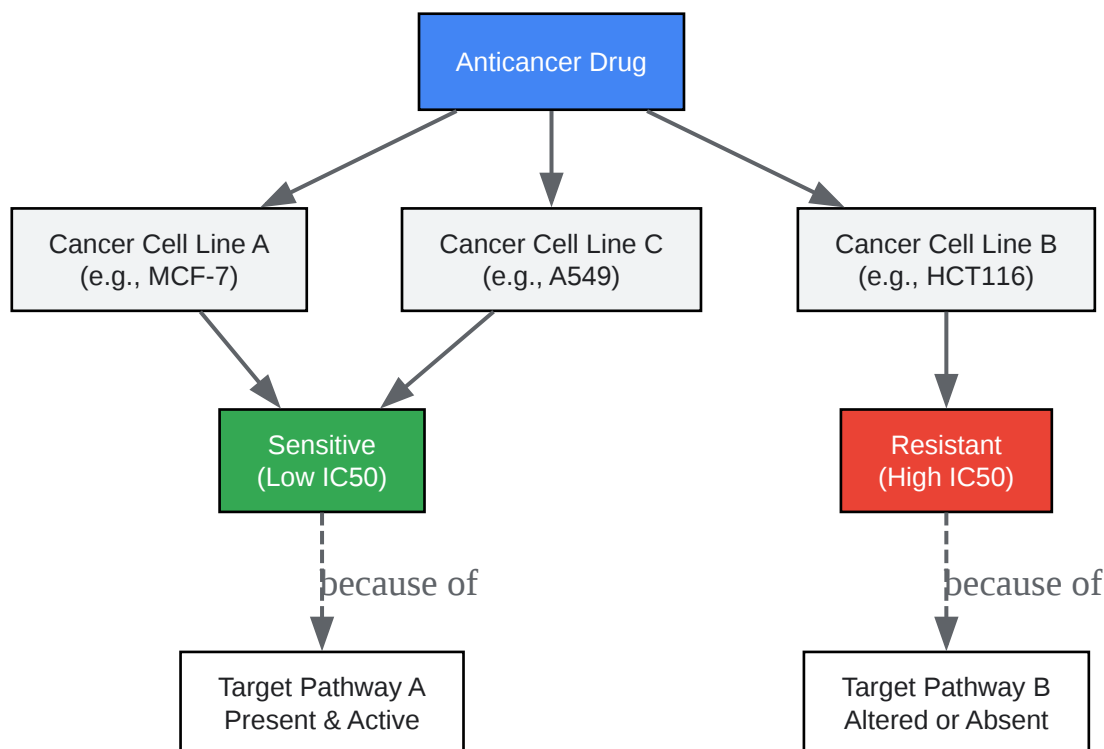 Anticancer Drug
Cancer Cell Line A
(e.g., MCF-7)
Cancer Cell Line C
(e.g., A549)
Cancer Cell Line B
(e.g., HCT116)
Sensitive
(Low IC50)
Resistant
(High IC50)
because of
because of
Target Pathway A
Present & Active
Target Pathway B
Altered or Absent